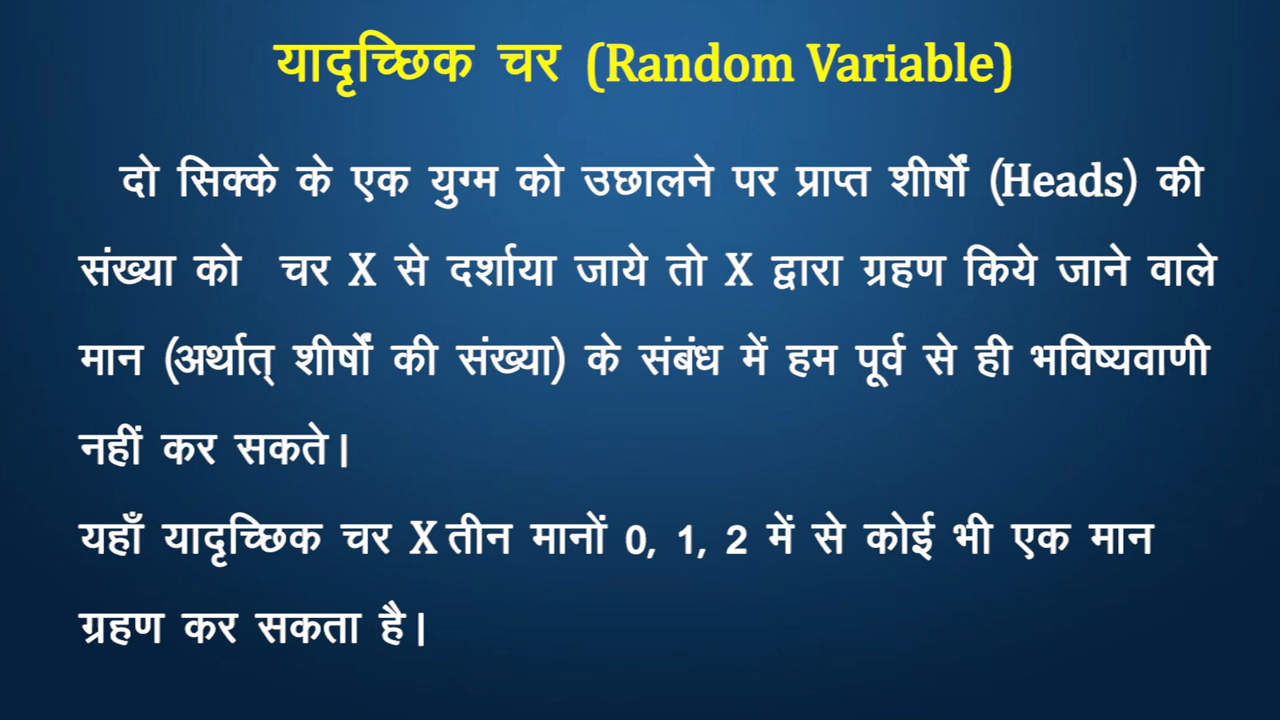 यादृच्छिक चर (Random Variable)
दो सिक्के के एक युग्म को उछालने पर प्राप्त शीर्षों (Heads) की
संख्या को चर X से दर्शाया जाये तो X द्वारा ग्रहण किये जाने वाले
मान (अर्थात् शीर्षों की संख्या) के संबंध में हम पूर्व से ही भविष्यवाणी
नहीं कर सकते।
यहाँ यादृच्छिक चर X तीन मानों 0, 1, 2 में से कोई भी एक मान
ग्रहण कर सकता है।